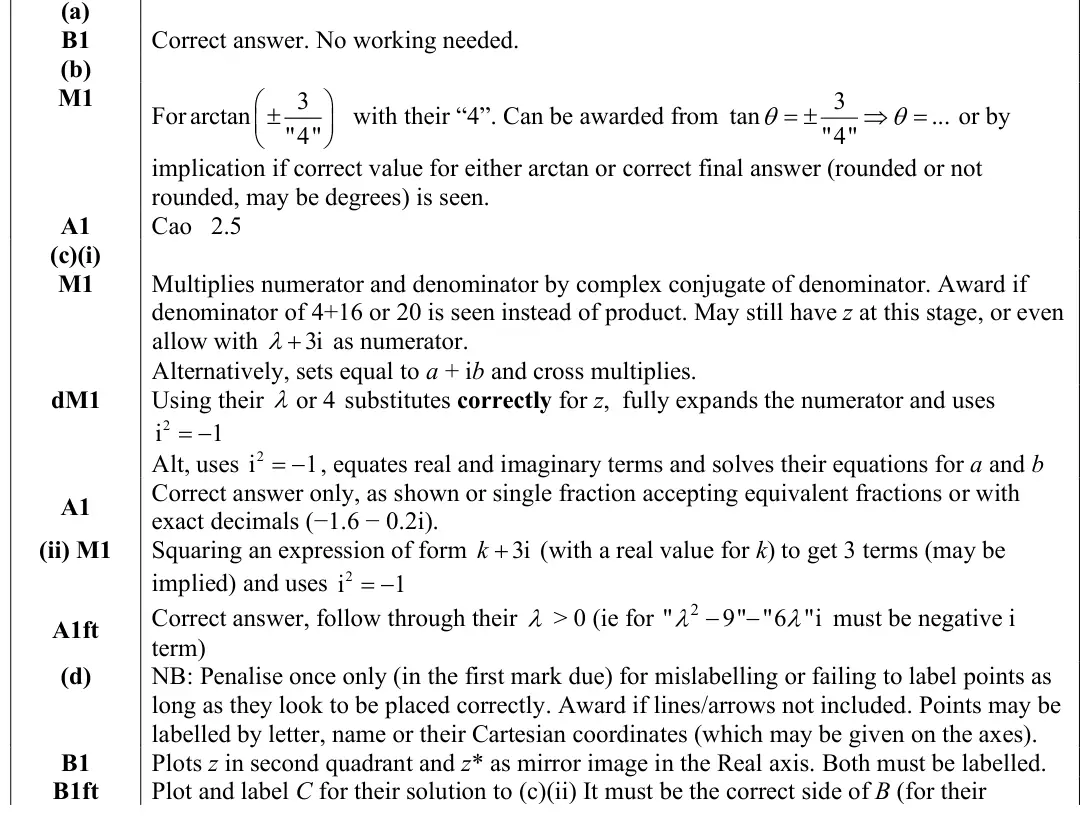 (a)
B1 Correct answer. No working needed.
(b)
M1 For arctan(± 3/"4") with their “4”. Can be awarded from tan θ = ± 3/"4" ⇒ θ = ... or by
implication if correct value for either arctan or correct final answer (rounded or not
rounded, may be degrees) is seen.
A1 Cao 2.5
(c)(i)
M1 Multiplies numerator and denominator by complex conjugate of denominator. Award if
denominator of 4+16 or 20 is seen instead of product. May still have z at this stage, or even
allow with λ + 3i as numerator.
Alternatively, sets equal to a + ib and cross multiplies.
dM1 Using their λ or 4 substitutes correctly for z, fully expands the numerator and uses
i² = −1
Alt, uses i² = −1, equates real and imaginary terms and solves their equations for a and b
A1 Correct answer only, as shown or single fraction accepting equivalent fractions or with
exact decimals (−1.6 − 0.2i).
(ii) M1 Squaring an expression of form k + 3i (with a real value for k) to get 3 terms (may be
implied) and uses i² = −1
A1ft Correct answer, follow through their λ > 0 (ie for "λ² − 9"−"6λ"i must be negative i
term)
(d) NB: Penalise once only (in the first mark due) for mislabelling or failing to label points as
long as they look to be placed correctly. Award if lines/arrows not included. Points may be
labelled by letter, name or their Cartesian coordinates (which may be given on the axes).
B1 Plots z in second quadrant and z* as mirror image in the Real axis. Both must be labelled.
B1ft Plot and label C for their solution to (c)(ii) It must be the correct side of B (for their